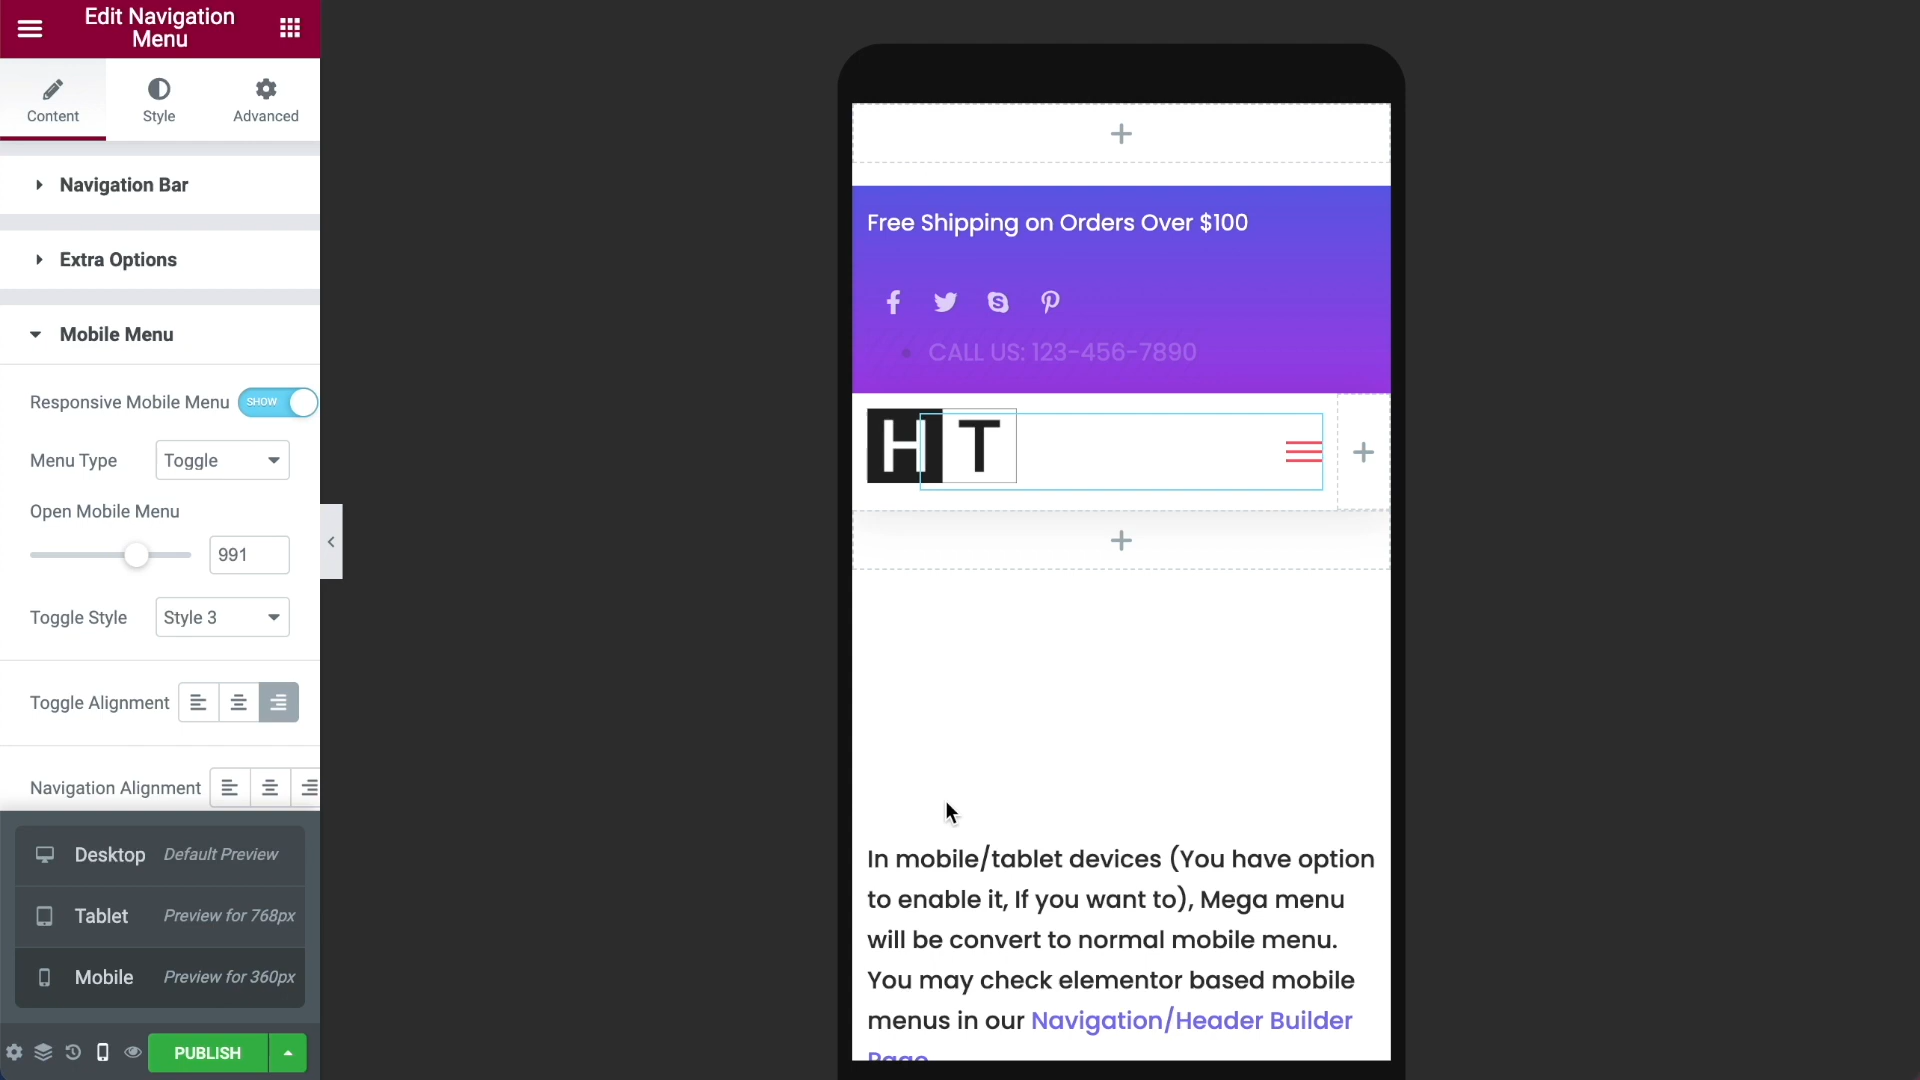 Edit Navigation
Menu
Content
Style
Advanced
Navigation Bar
Extra Options
Mobile Menu
Responsive Mobile Menu SHOW
Menu Type Toggle
Open Mobile Menu
991
Toggle Style Style 3
Toggle Alignment
Navigation Alignment
Desktop Default Preview
Tablet Preview for 768px
Mobile Preview for 360px
PUBLISH
Free Shipping on Orders Over $100
CALL US: 123-456-7890
H T
In mobile/tablet devices (You have option
to enable it, If you want to), Mega menu
will be convert to normal mobile menu.
You may check elementor based mobile
menus in our Navigation/Header Builder
Page